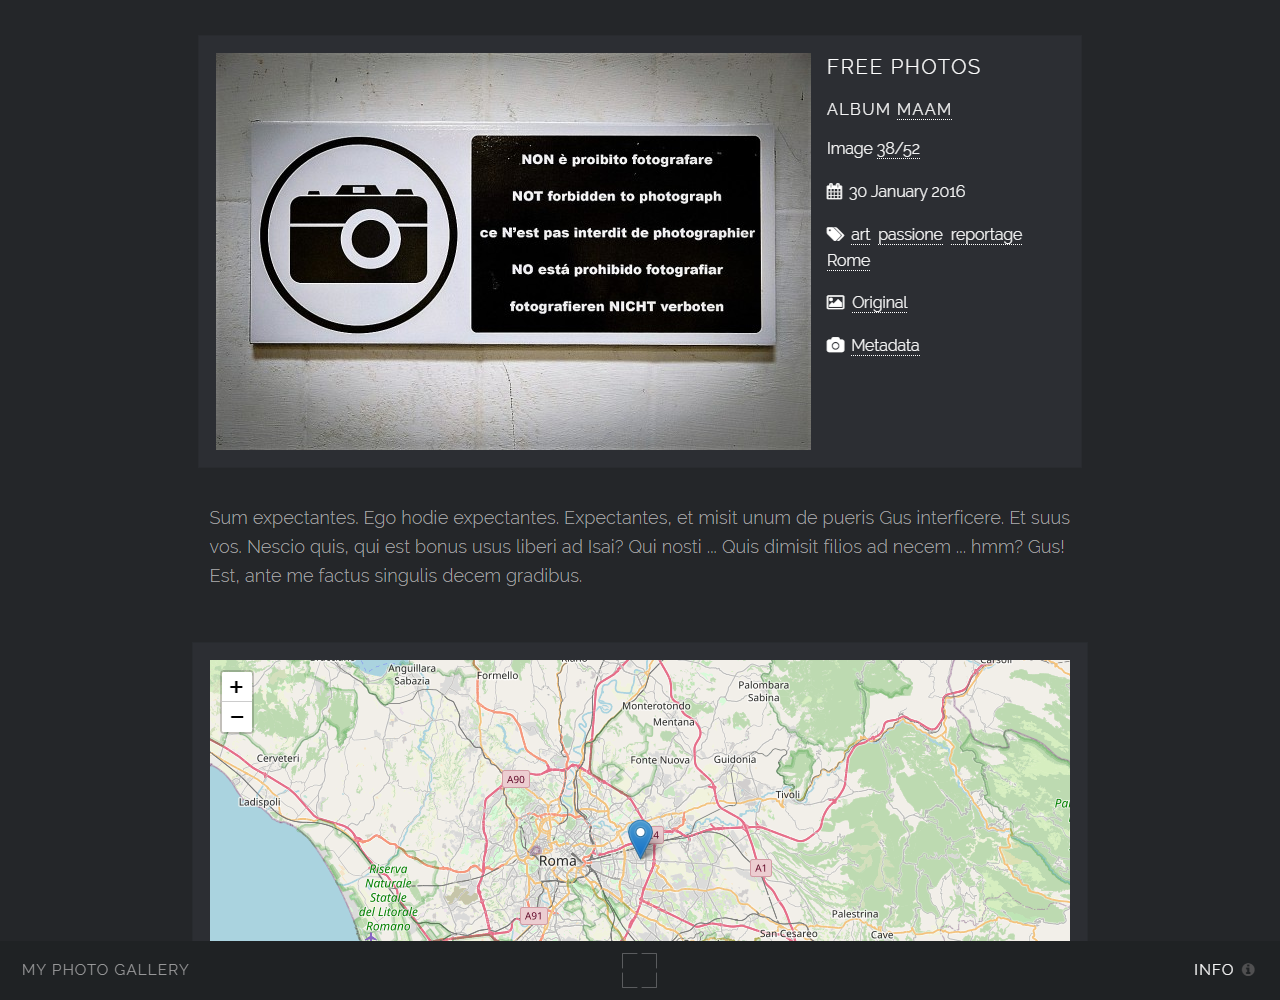 NON è proibito fotografare
NOT forbidden to photograph
ce N'est pas interdit de photographier
NO está prohibido fotografiar
fotografieren NICHT verboten
FREE PHOTOS
ALBUM MAAM
Image 38/52
30 January 2016
art passione reportage
Rome
Original
Metadata
Sum expectantes. Ego hodie expectantes. Expectantes, et misit unum de pueris Gus interficere. Et suus
vos. Nescio quis, qui est bonus usus liberi ad Isai? Qui nosti ... Quis dimisit filios ad necem ... hmm? Gus!
Est, ante me factus singulis decem gradibus.
+
−
Anguillara
Sabazia
Formello
Palombara
Sabina
Monterotondo
Mentana
Cerveteri
Fonte Nuova
Guidonia
A90
Tivoli
Ladispoli
Roma
A1
Riserva
Naturale
Statale
del Litorale
Romano
A91
Palestrina
San Cesareo
Cave
MY PHOTO GALLERY
INFO